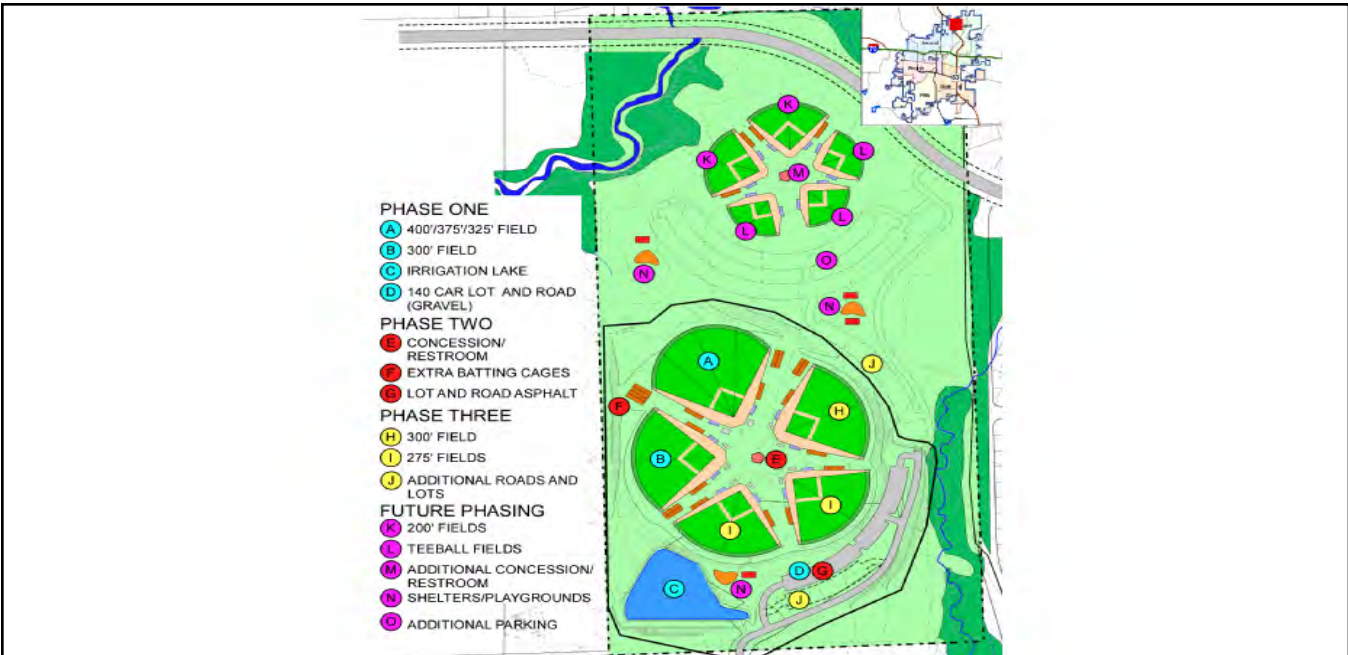 PHASE ONE
A 400'/375'/325' FIELD
B 300' FIELD
C IRRIGATION LAKE
D 140 CAR LOT AND ROAD
(GRAVEL)
PHASE TWO
E CONCESSION/
RESTROOM
F EXTRA BATTING CAGES
G LOT AND ROAD ASPHALT
PHASE THREE
H 300' FIELD
I 275' FIELDS
J ADDITIONAL ROADS AND
LOTS
FUTURE PHASING
K 200' FIELDS
L TEEBALL FIELDS
M ADDITIONAL CONCESSION/
RESTROOM
N SHELTERS/PLAYGROUNDS
O ADDITIONAL PARKING
K
K
L
M
L
L
O
N
N
J
A
H
F
B
E
I
I
D G
C
N
J